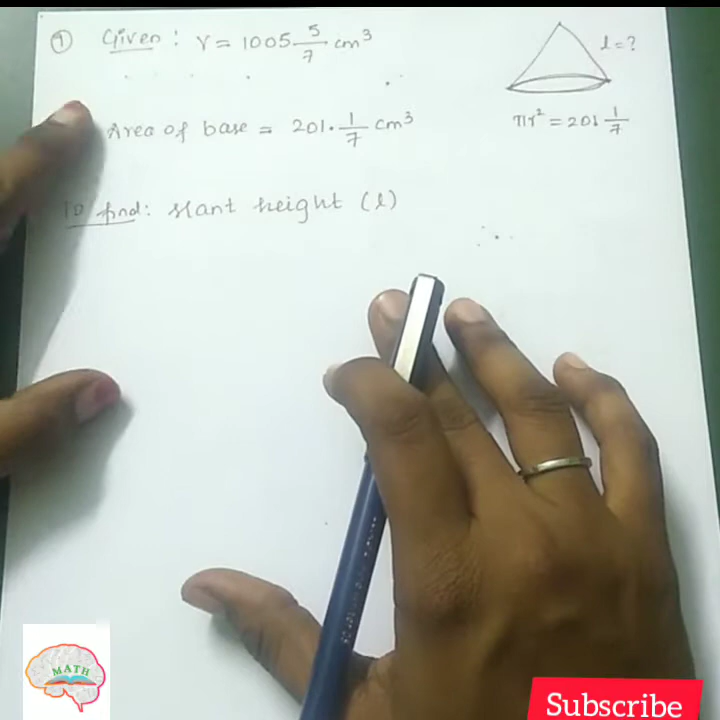 9 Given : V = 1005 5/7 cm³
l = ?
Area of base = 201. 1/7 cm³
πr² = 201 1/7
To find: slant height (l)
MATH
Subscribe